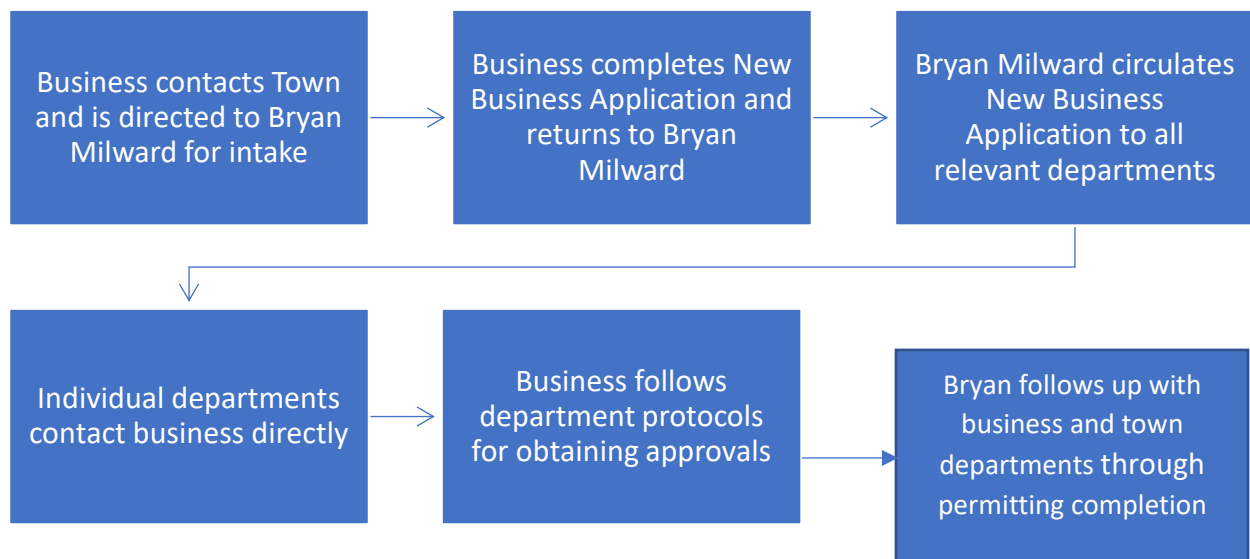 Business contacts Town
and is directed to Bryan
Milward for intake
Business completes New
Business Application and
returns to Bryan
Milward
Bryan Milward circulates
New Business
Application to all
relevant departments
Individual departments
contact business directly
Business follows
department protocols
for obtaining approvals
Bryan follows up with
business and town
departments through
permitting completion